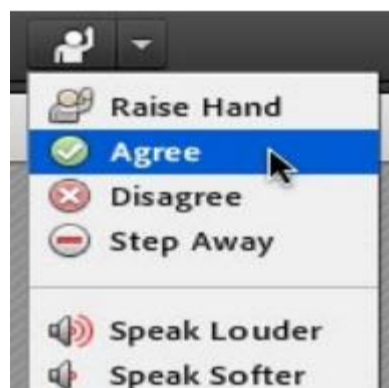 Raise Hand
Agree
Disagree
Step Away
Speak Louder
Speak Softer